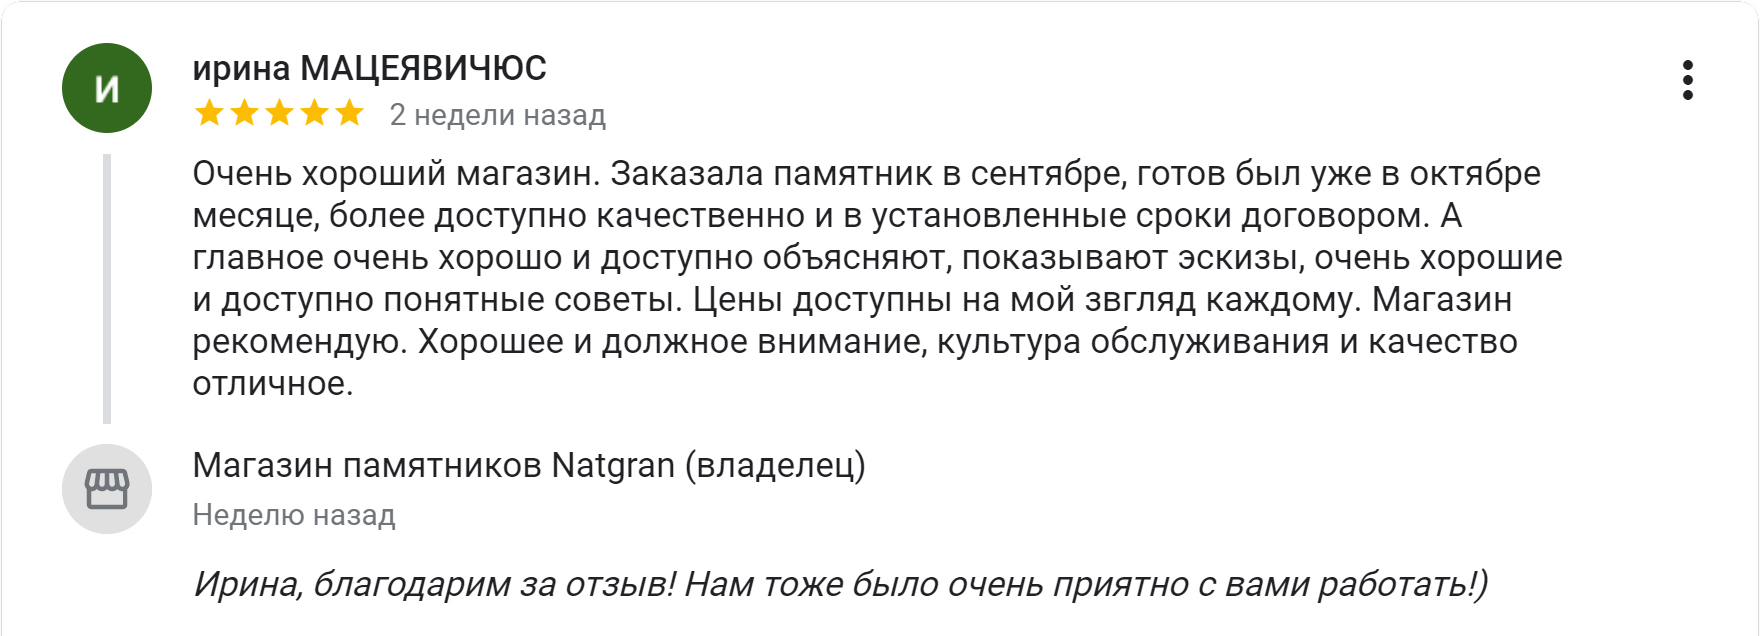 И
ирина МАЦЕЯВИЧЮС
2 недели назад
Очень хороший магазин. Заказала памятник в сентябре, готов был уже в октябре
месяце, более доступно качественно и в установленные сроки договором. А
главное очень хорошо и доступно объясняют, показывают эскизы, очень хорошие
и доступно понятные советы. Цены доступны на мой звгляд каждому. Магазин
рекомендую. Хорошее и должное внимание, культура обслуживания и качество
отличное.
Магазин памятников Natgran (владелец)
Неделю назад
Ирина, благодарим за отзыв! Нам тоже было очень приятно с вами работать!)